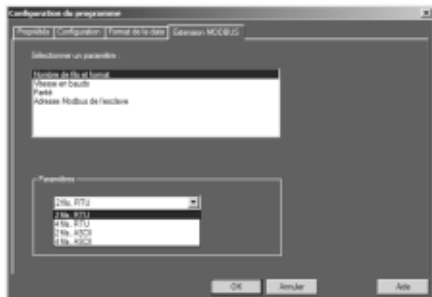 Configuration du programme
Propriétés
Configuration
Format de la date
Extension MODBUS
Sélectionner un paramètre :
Nombre de fils et format
Vitesse en bauds
Parité
Adresse Modbus de l'esclave
Paramètres
2 fils, RTU
2 fils, RTU
4 fils, RTU
2 fils, ASCII
4 fils, ASCII
OK
Annuler
Aide